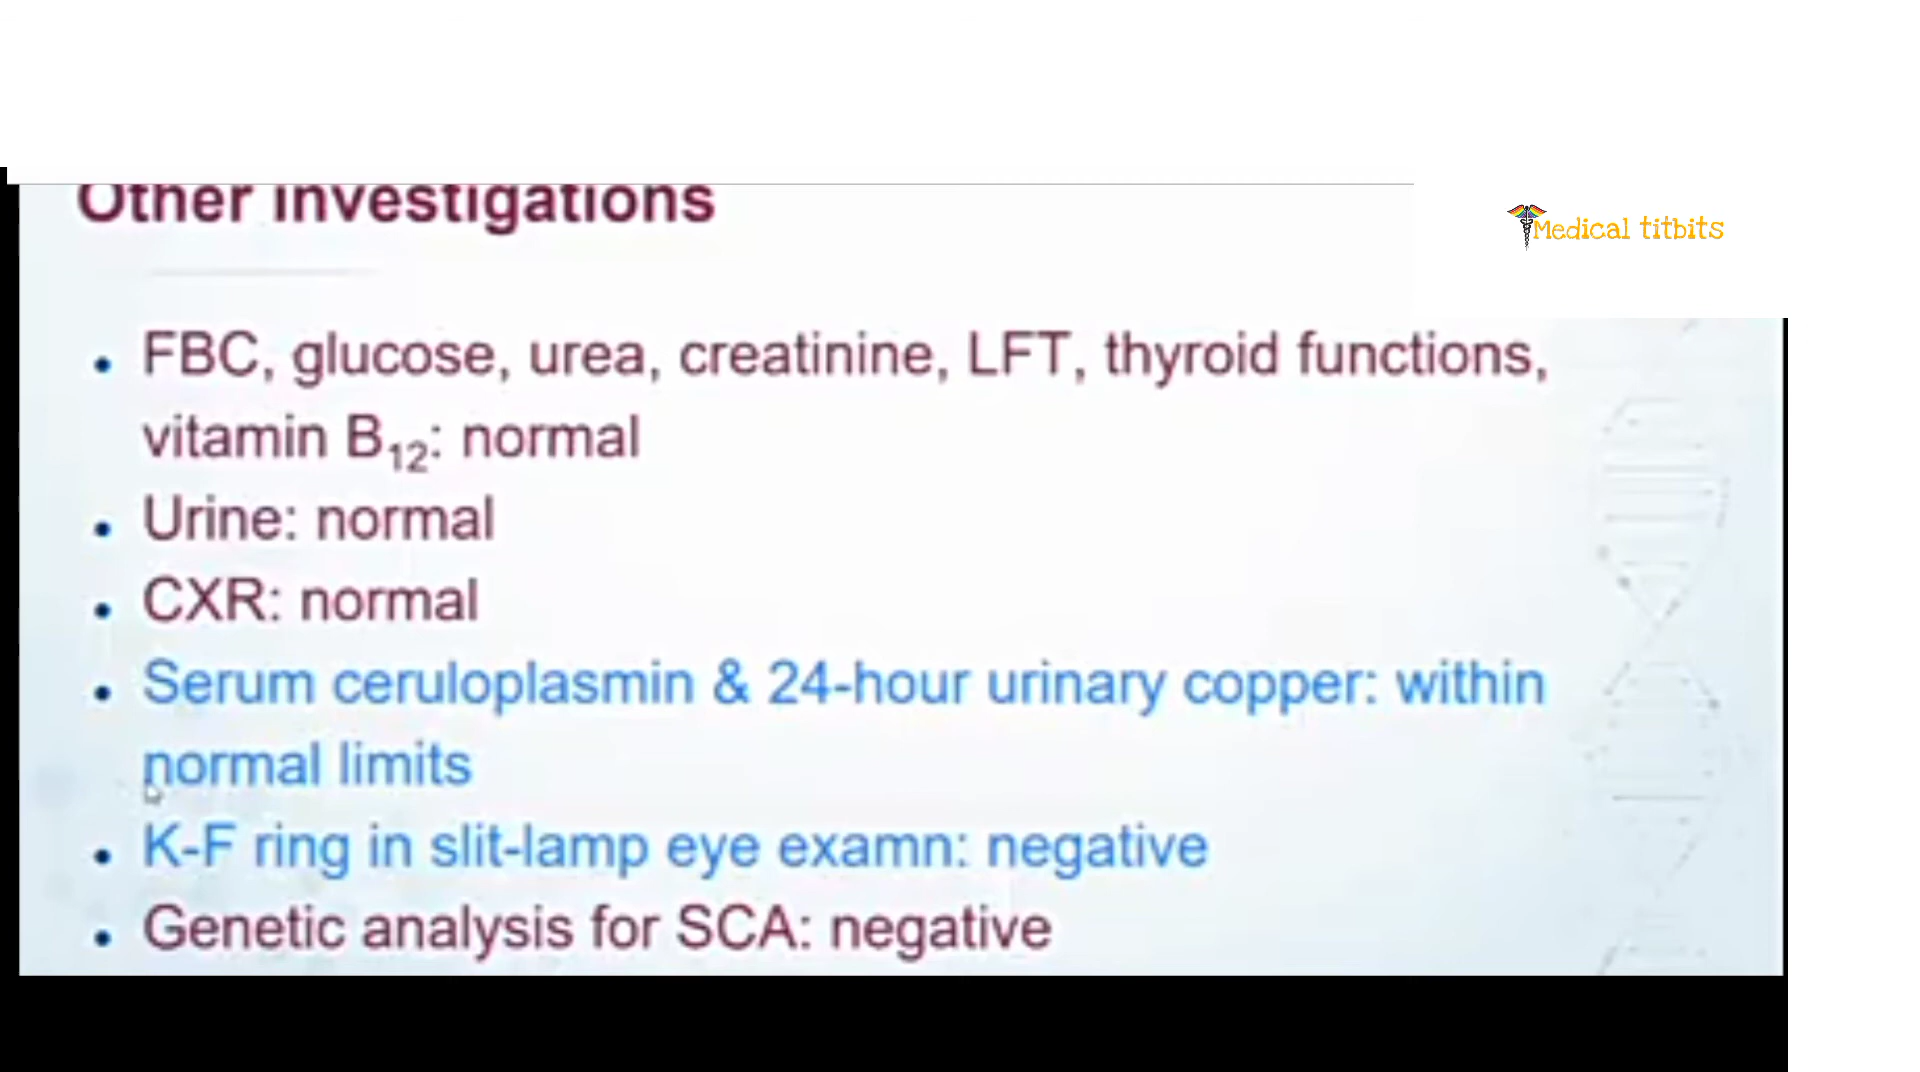 Other investigations
Medical titbits
• FBC, glucose, urea, creatinine, LFT, thyroid functions,
vitamin B12: normal
• Urine: normal
• CXR: normal
• Serum ceruloplasmin & 24-hour urinary copper: within
normal limits
• K-F ring in slit-lamp eye examn: negative
• Genetic analysis for SCA: negative